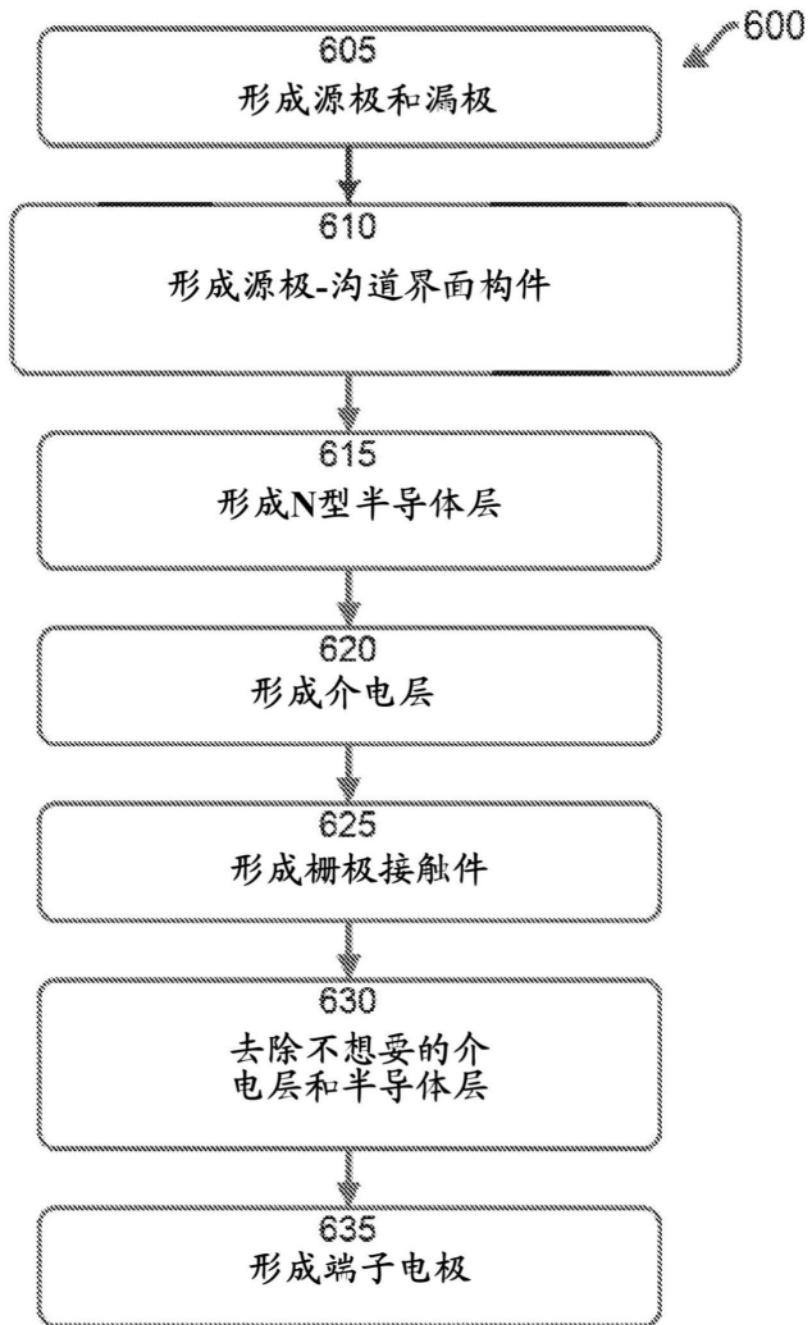 600
605
形成源极和漏极
610
形成源极-沟道界面构件
615
形成N型半导体层
620
形成介电层
625
形成栅极接触件
630
去除不想要的介
电层和半导体层
635
形成端子电极